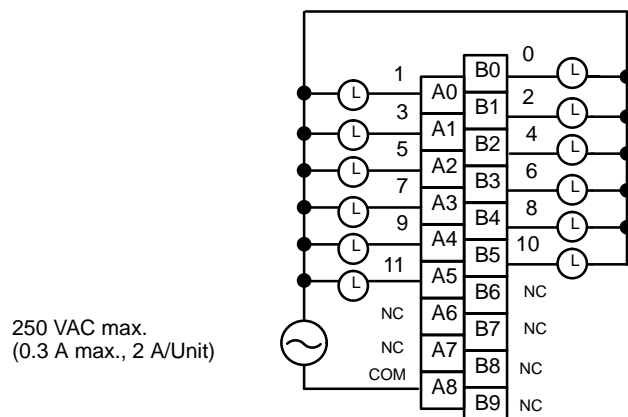 0
B0
L
1
L
A0
2
B1
L
3
L
A1
4
B2
L
5
L
A2
6
B3
L
7
L
A3
8
B4
L
9
L
A4
10
B5
L
11
L
A5
B6
NC
NC
A6
B7
NC
NC
A7
B8
NC
COM
A8
B9
NC
250 VAC max.
(0.3 A max., 2 A/Unit)